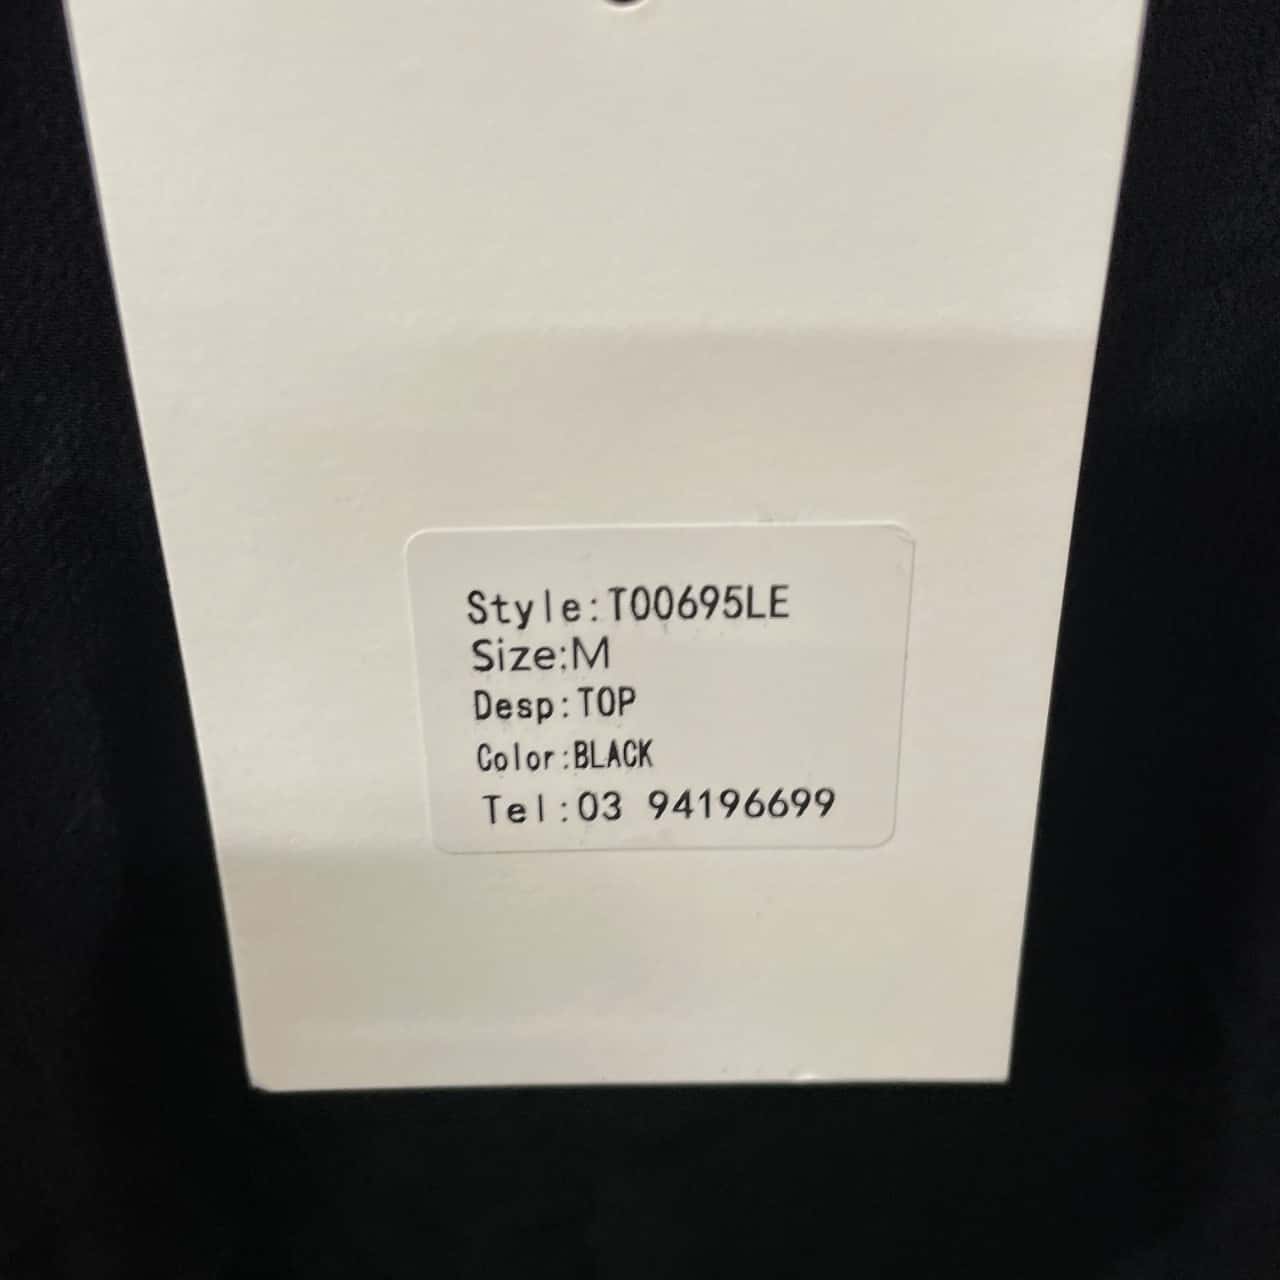 Style:T00695LE
Size:M
Desp:TOP
Color:BLACK
Tel:03 94196699